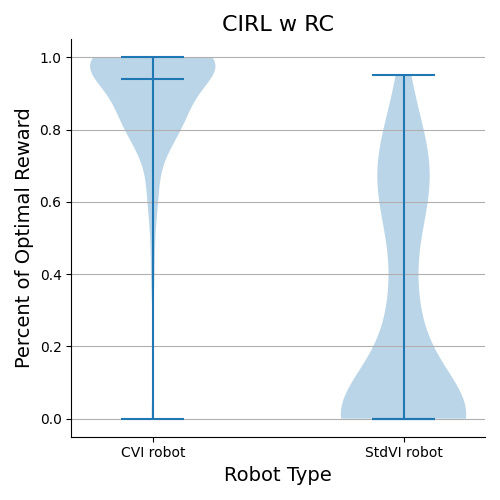 CIRL w RC
Percent of Optimal Reward
1.0
0.8
0.6
0.4
0.2
0.0
CVI robot
StdVI robot
Robot Type